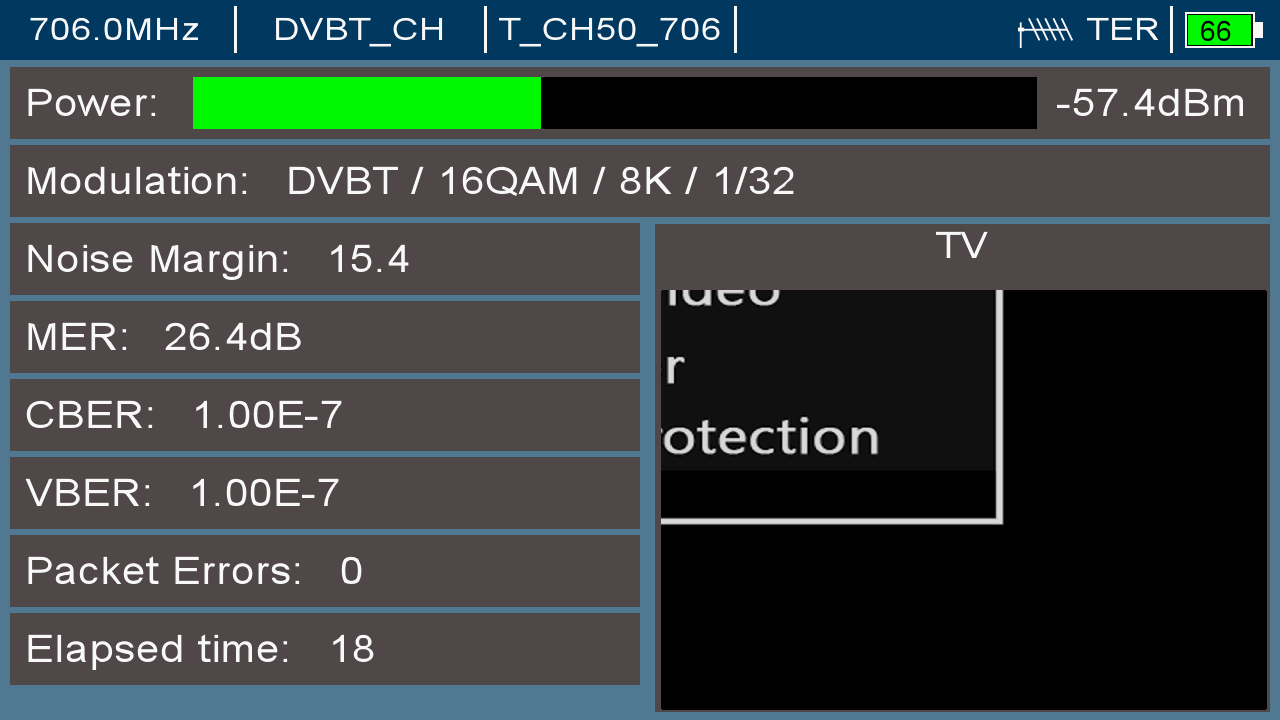 706.0MHz DVBT_CH T_CH50_706 TER 66
Power: -57.4dBm
Modulation: DVBT / 16QAM / 8K / 1/32
Noise Margin: 15.4
MER: 26.4dB
CBER: 1.00E-7
VBER: 1.00E-7
Packet Errors: 0
Elapsed time: 18
TV
ideo
r
otection